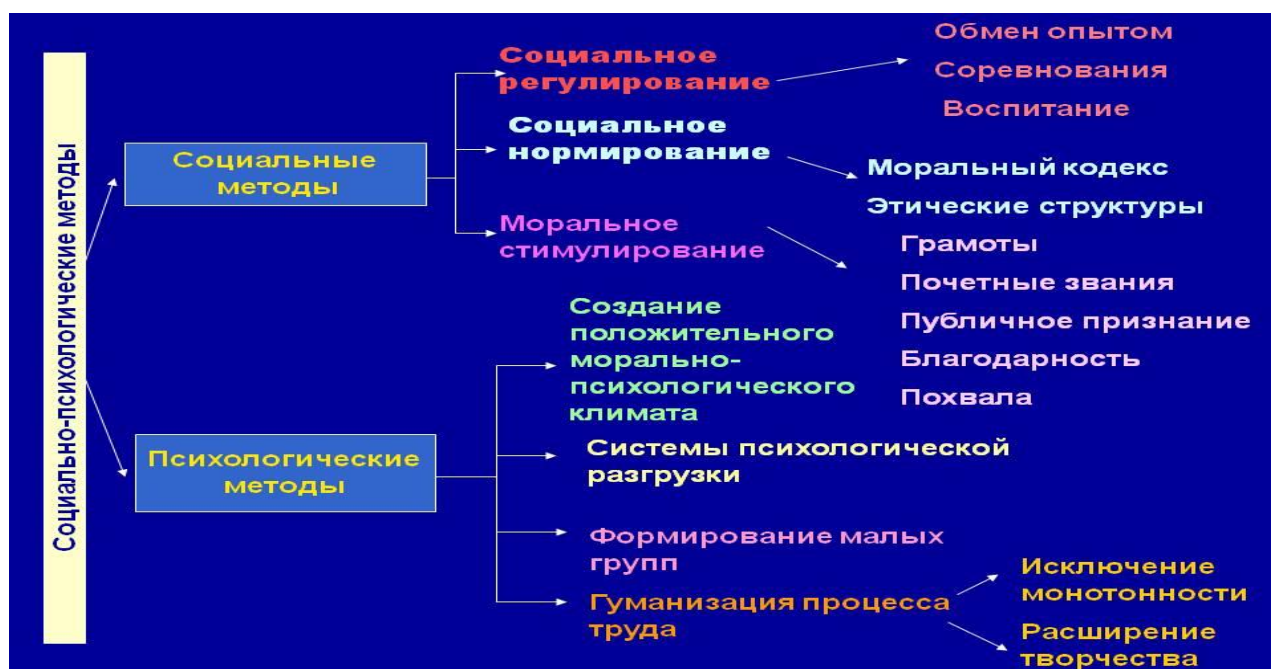 Социально-психологические методы
Социальные
методы
Социальное
регулирование
Обмен опытом
Соревнования
Воспитание
Социальное
нормирование
Моральный кодекс
Этические структуры
Моральное
стимулирование
Грамоты
Почетные звания
Публичное признание
Благодарность
Похвала
Психологические
методы
Создание
положительного
морально-
психологического
климата
Системы психологической
разгрузки
Формирование малых
групп
Гуманизация процесса
труда
Исключение
монотонности
Расширение
творчества